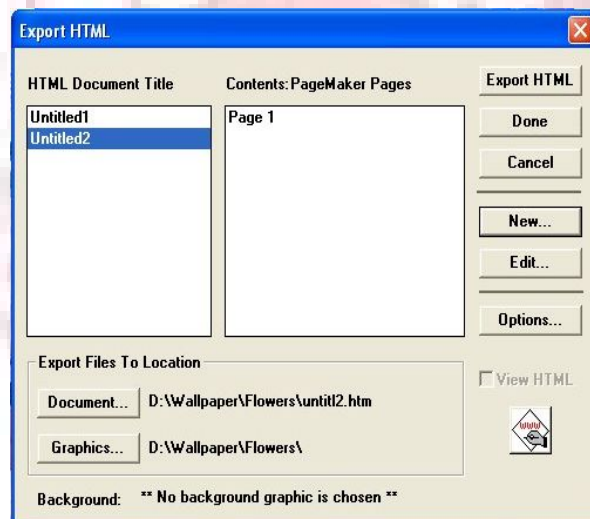 Export HTML
HTML Document Title
Contents: PageMaker Pages
Untitled1
Untitled2
Page 1
Export HTML
Done
Cancel
New...
Edit...
Options...
View HTML
WWW
Export Files To Location
Document... D:\Wallpaper\Flowers\untitl2.htm
Graphics... D:\Wallpaper\Flowers\
Background: ** No background graphic is chosen **